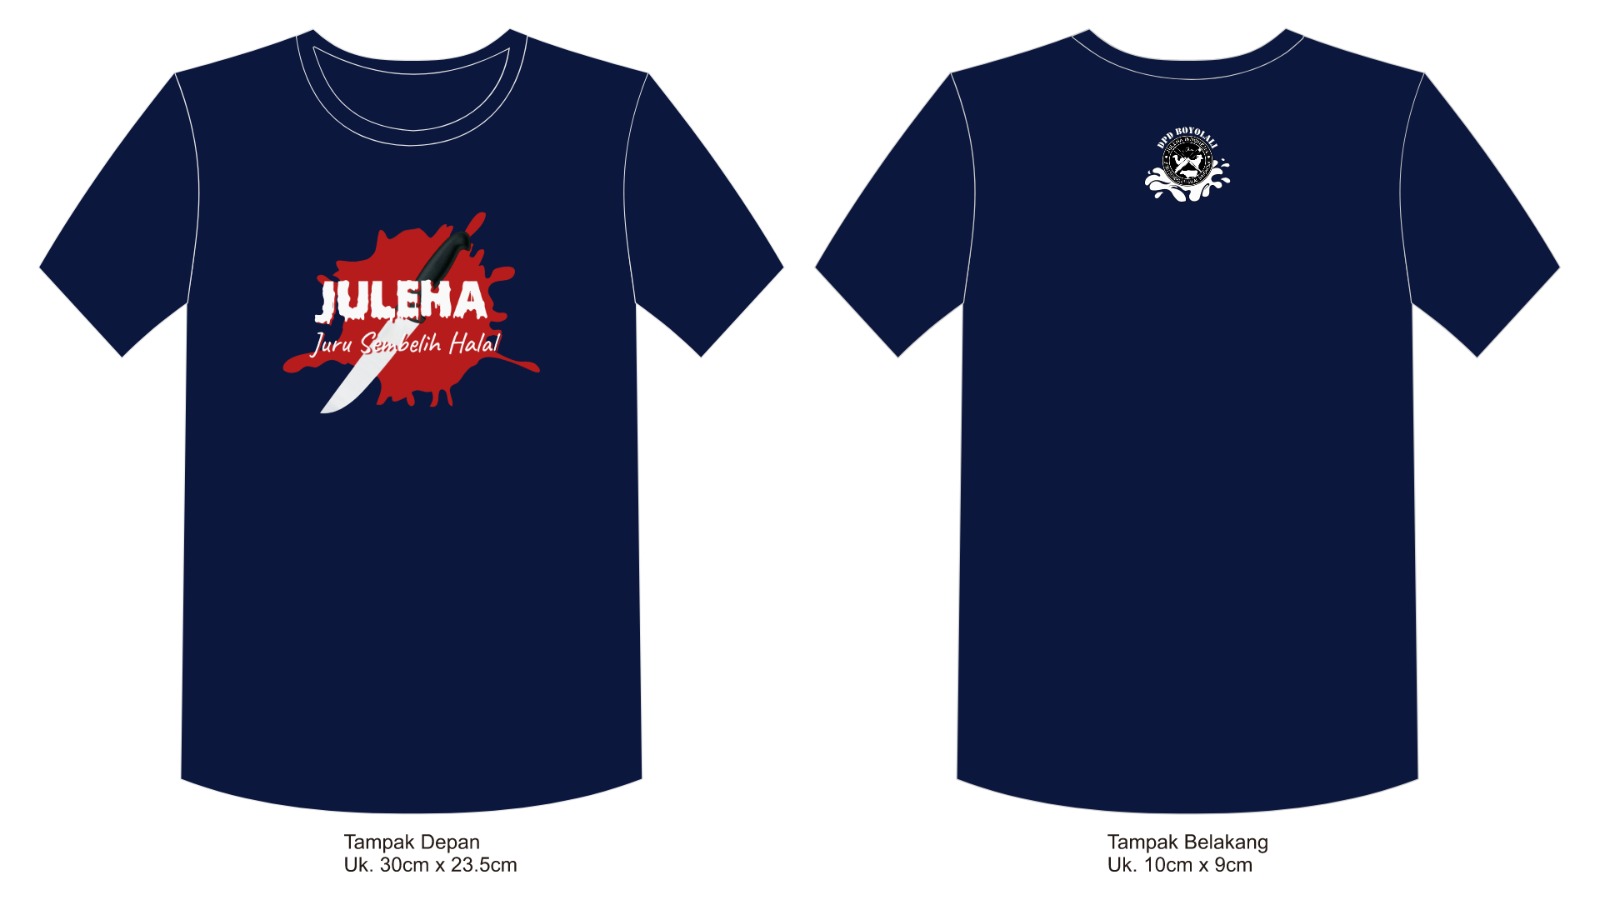 JULEHA
Juru Sembelih Halal
DPD BOYOLALI
Tampak Depan
Uk. 30cm x 23.5cm
Tampak Belakang
Uk. 10cm x 9cm